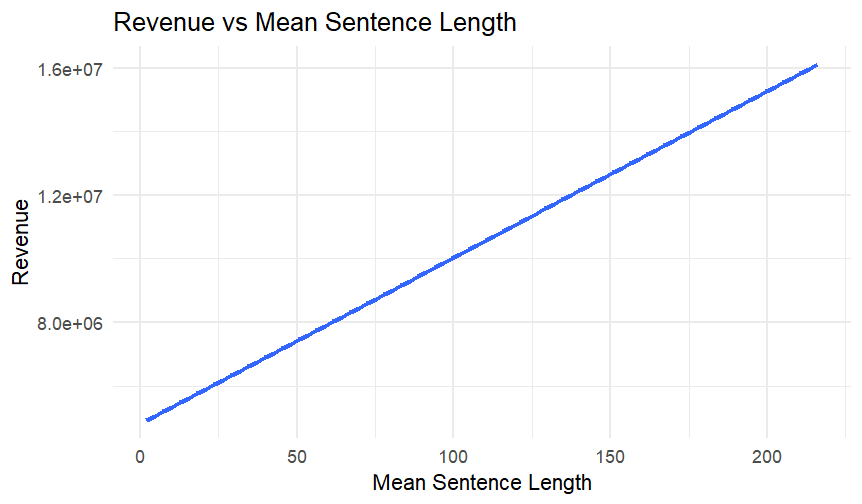 Revenue vs Mean Sentence Length
1.6e+07
1.2e+07
8.0e+06
Revenue
0 50 100 150 200
Mean Sentence Length